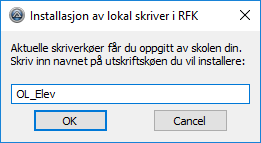 Installasjon av lokal skriver i RFK
Aktuelle skriverkøer får du oppgitt av skolen din.
Skriv inn navnet på utskriftskøen du vil installere:
OL_Elev
OK
Cancel